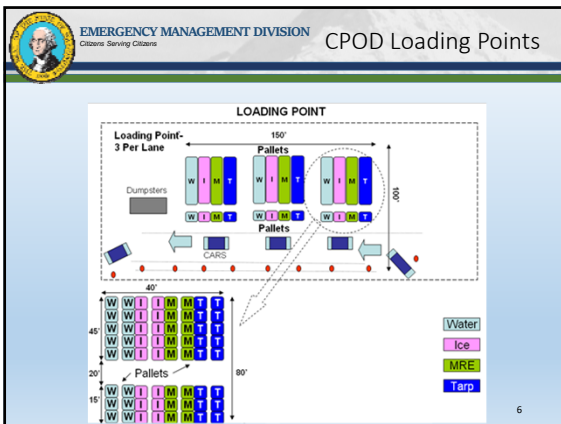 EMERGENCY MANAGEMENT DIVISION
Citizens Serving Citizens
CPOD Loading Points
LOADING POINT
Loading Point-
3 Per Lane
150'
Pallets
W I M T W I M T W I M T
Dumpsters
100'
W I M T W I M T W I M T
Pallets
CARS
40'
W W I I M M T T
W W I I M M T T
W W I I M M T T
W W I I M M T T
W W I I M M T T
45'
20'
Pallets
80'
15'
W W I I M M T T
W W I I M M T T
W W I I M M T T
Water
Ice
MRE
Tarp
6